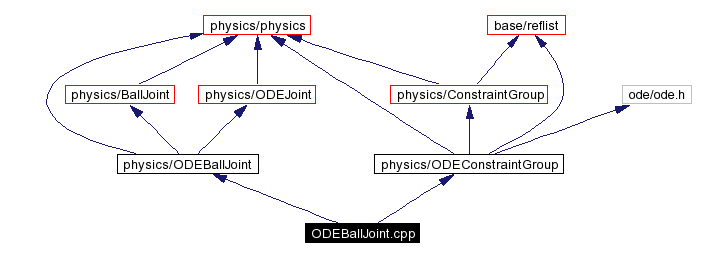 physics/physics
base/reflist
physics/BallJoint
physics/ODEJoint
physics/ConstraintGroup
ode/ode.h
physics/ODEBallJoint
physics/ODEConstraintGroup
ODEBallJoint.cpp